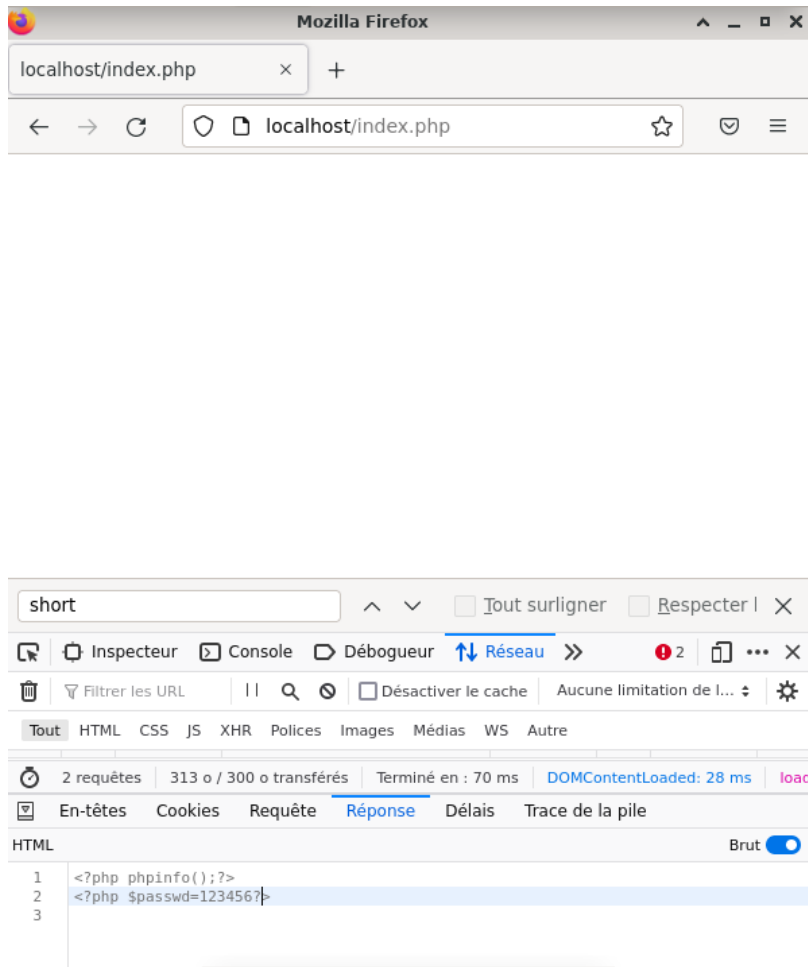 Mozilla Firefox
localhost/index.php
localhost/index.php
short Tout surligner Respecter l
Inspecteur Console Débogueur Réseau 2
Filtrer les URL Désactiver le cache Aucune limitation de l...
Tout HTML CSS JS XHR Polices Images Médias WS Autre
2 requêtes 313 o / 300 o transférés Terminé en : 70 ms DOMContentLoaded: 28 ms load
En-têtes Cookies Requête Réponse Délais Trace de la pile
HTML Brut
1 <?php phpinfo();?>
2 <?php $passwd=123456?>
3